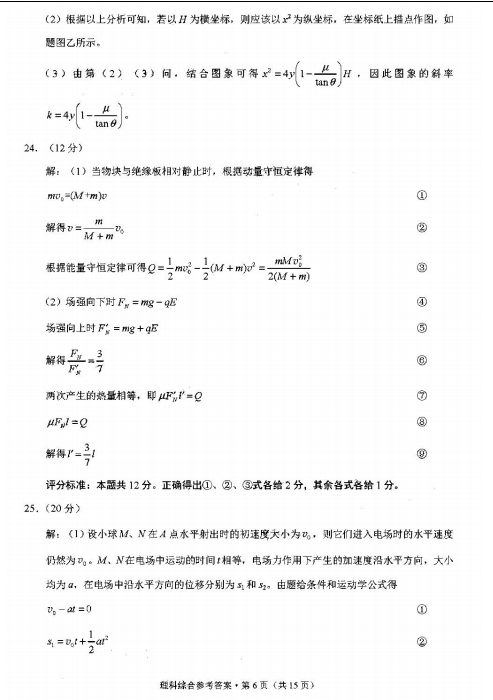 (2) 根据以上分析可知，若以 H 为横坐标，则应该以 x² 为纵坐标，在坐标纸上描点作图，如
题图乙所示。
(3) 由第（2）（3）问，结合图象可得 x² = 4y(1 - μ/tanθ)H ，因此图象的斜率
k = 4y(1 - μ/tanθ)。
24. (12 分)
解：(1) 当物块与绝缘板相对静止时，根据动量守恒定律得
mv₀=(M+m)v ①
解得 v = m/(M+m) v₀ ②
根据能量守恒定律可得 Q = 1/2 mv₀² - 1/2 (M+m)v² = mMv₀²/2(M+m) ③
(2) 场强向下时 F_N = mg - qE ④
场强向上时 F'_N = mg + qE ⑤
解得 F_N/F'_N = 3/7 ⑥
两次产生的热量相等，即 μF'_N l' = Q ⑦
μF_N l = Q ⑧
解得 l' = 3/7 l ⑨
评分标准：本题共 12 分。正确得出①、②、③式各给 2 分，其余各式各给 1 分。
25. (20 分)
解：(1) 设小球 M、N 在 A 点水平射出时的初速度大小为 v₀，则它们进入电场时的水平速度
仍然为 v₀。M、N 在电场中运动的时间 t 相等，电场力作用下产生的加速度沿水平方向，大小
均为 a，在电场中沿水平方向的位移分别为 s₁ 和 s₂。由题给条件和运动学公式得
v₀ - at = 0 ①
s₁ = v₀t + 1/2 at² ②
理科综合参考答案·第 6 页（共 15 页）